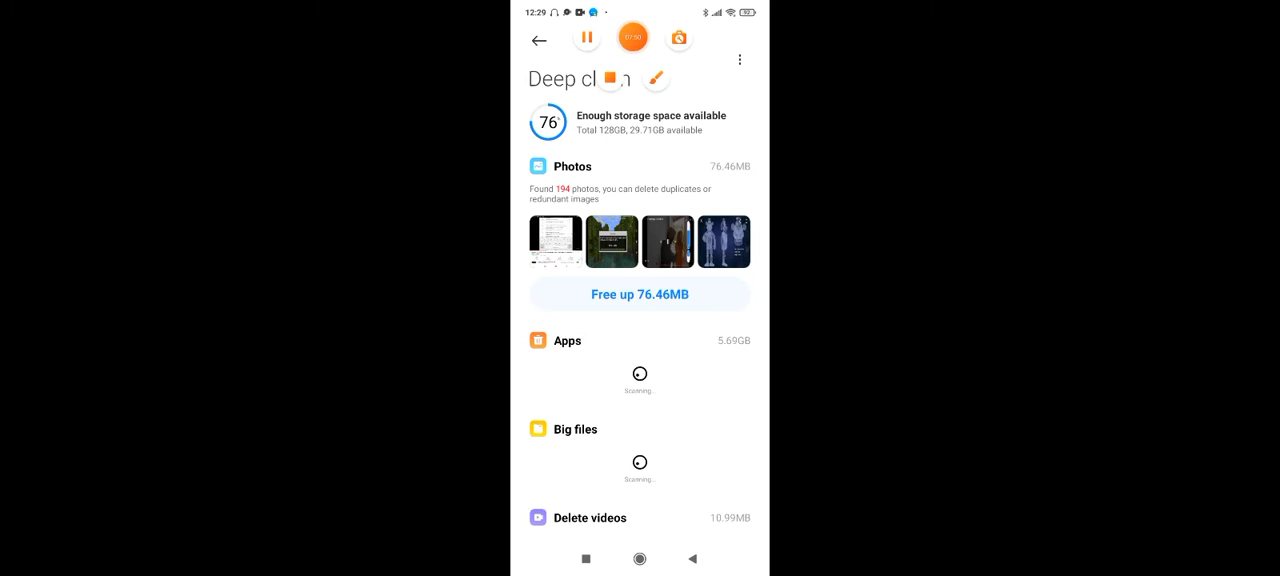 12:29
92
07:50
Deep cl n
76%
Enough storage space available
Total 128GB, 29.71GB available
Photos 76.46MB
Found 194 photos, you can delete duplicates or
redundant images
Free up 76.46MB
Apps 5.69GB
Scanning...
Big files
Scanning...
Delete videos 10.99MB